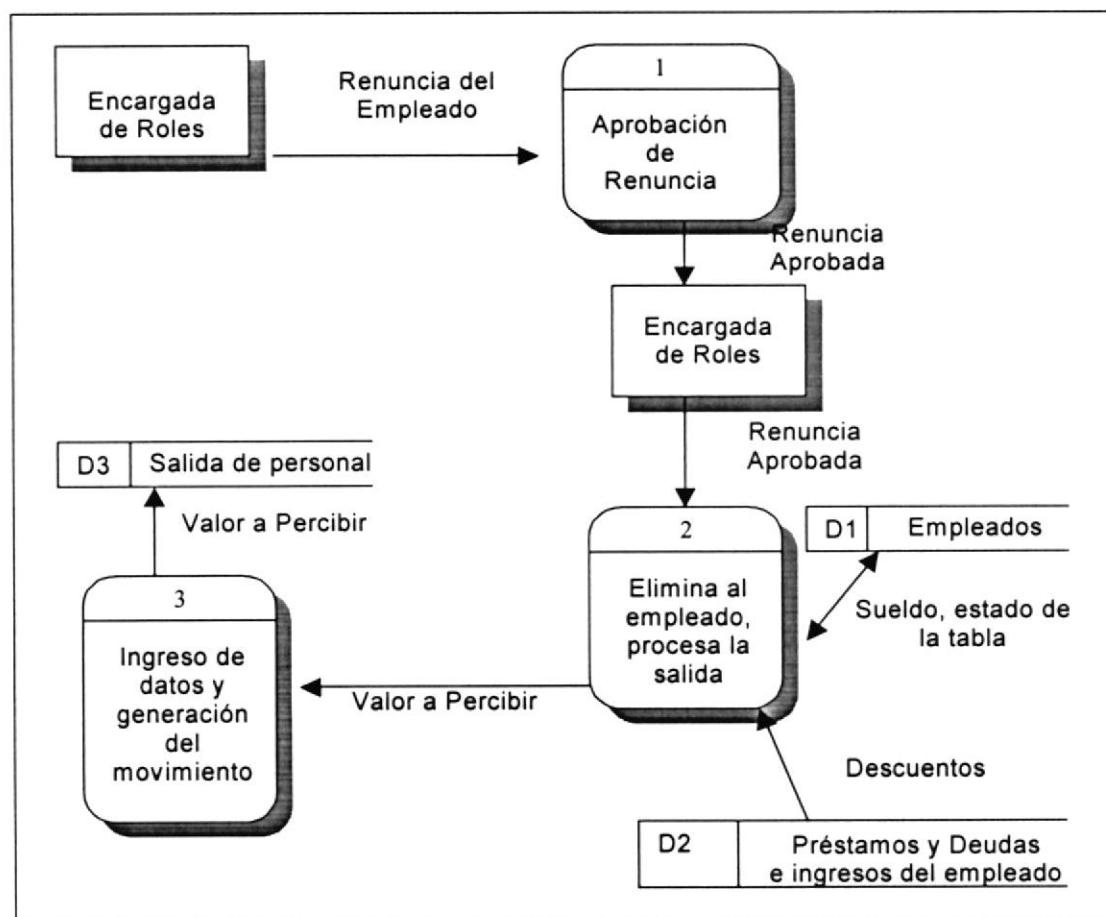 Encargada
de Roles
Renuncia del
Empleado
1
Aprobación
de
Renuncia
Renuncia
Aprobada
Encargada
de Roles
Renuncia
Aprobada
D3 Salida de personal
Valor a Percibir
2
Elimina al
empleado,
procesa la
salida
D1 Empleados
Sueldo, estado de
la tabla
3
Ingreso de
datos y
generación
del
movimiento
Valor a Percibir
Descuentos
D2 Préstamos y Deudas
e ingresos del empleado